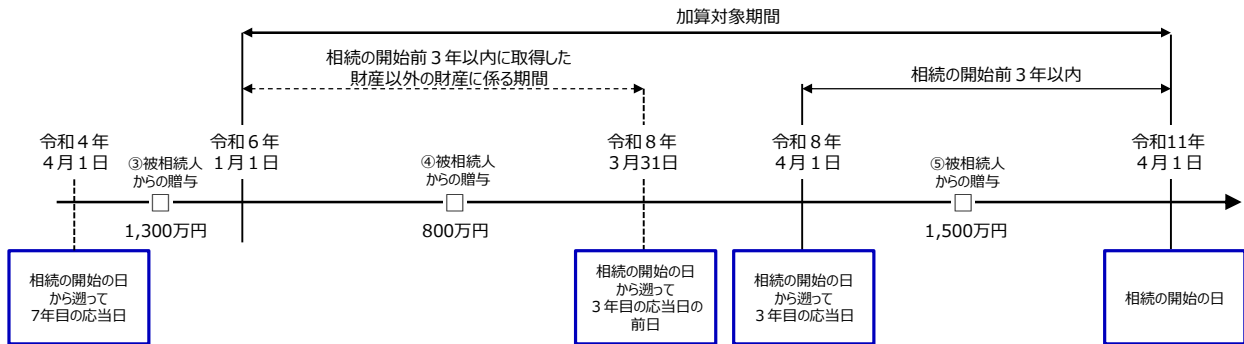 加算対象期間
相続の開始前３年以内に取得した
財産以外の財産に係る期間
相続の開始前３年以内
令和４年
４月１日
③被相続人
からの贈与
令和６年
１月１日
④被相続人
からの贈与
令和８年
３月31日
令和８年
４月１日
⑤被相続人
からの贈与
令和11年
４月１日
1,300万円
800万円
1,500万円
相続の開始の日
から遡って
7年目の応当日
相続の開始の日
から遡って
３年目の応当日の
前日
相続の開始の日
から遡って
３年目の応当日
相続の開始の日